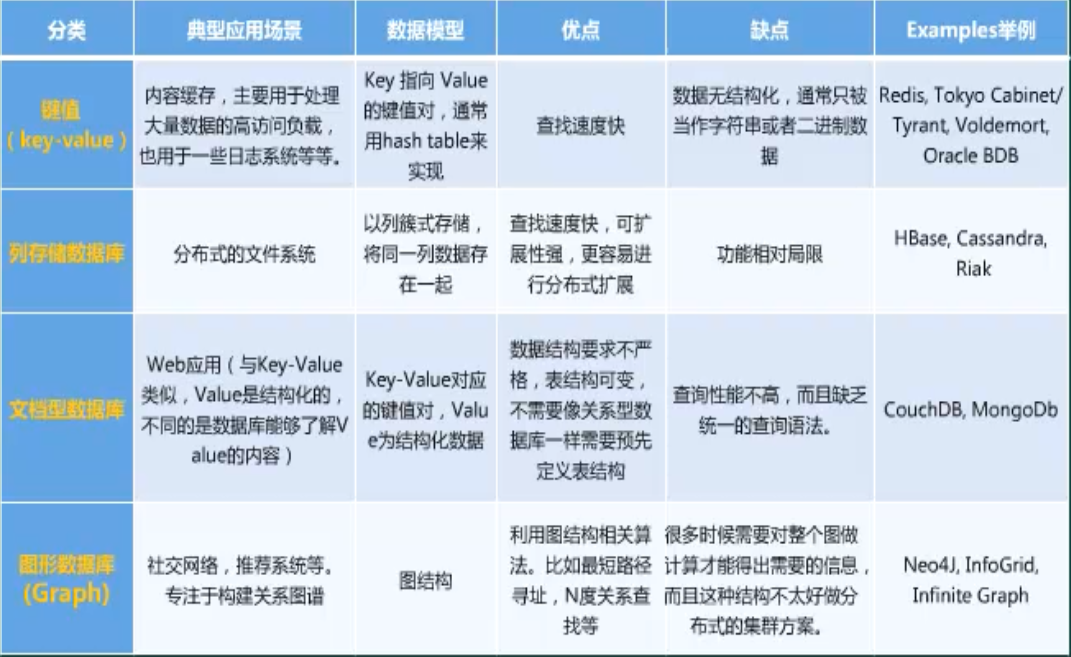 分类
典型应用场景
数据模型
优点
缺点
Examples举例
键值
（key-value）
内容缓存，主要用于处理
大量数据的高访问负载，
也用于一些日志系统等等。
Key 指向 Value
的键值对，通常
用hash table来
实现
查找速度快
数据无结构化，通常只被
当作字符串或者二进制数
据
Redis, Tokyo Cabinet/
Tyrant, Voldemort,
Oracle BDB
列存储数据库
分布式的文件系统
以列簇式存储，
将同一列数据存
在一起
查找速度快，可扩
展性强，更容易进
行分布式扩展
功能相对局限
HBase, Cassandra,
Riak
文档型数据库
Web应用（与Key-Value
类似，Value是结构化的，
不同的是数据库能够了解V
alue的内容）
Key-Value对应
的键值对，Valu
e为结构化数据
数据结构要求不严
格，表结构可变，
不需要像关系型数
据库一样需要预先
定义表结构
查询性能不高，而且缺乏
统一的查询语法。
CouchDB, MongoDb
图形数据库
(Graph)
社交网络，推荐系统等。
专注于构建关系图谱
图结构
利用图结构相关算
法。比如最短路径
寻址，N度关系查
找等
很多时候需要对整个图做
计算才能得出需要的信息，
而且这种结构不太好做分
布式的集群方案。
Neo4J, InfoGrid,
Infinite Graph